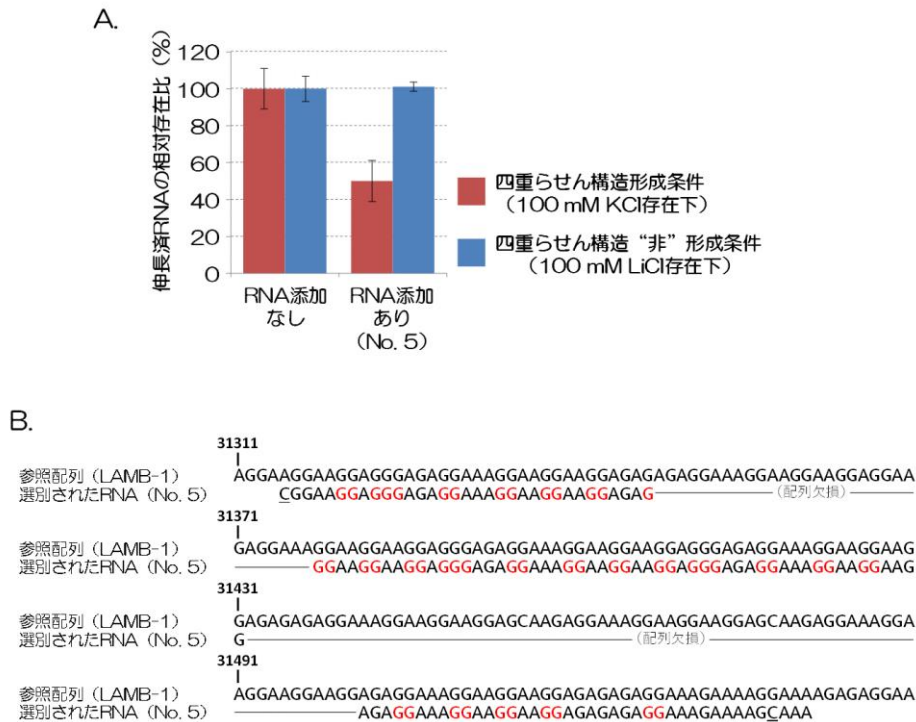 A.
伸長済RNAの相対存在比 (%)
120
100
80
60
40
20
0
RNA添加
なし
RNA添加
あり
(No. 5)
四重らせん構造形成条件
(100 mM KCl存在下)
四重らせん構造“非”形成条件
(100 mM LiCl存在下)
B.
31311
参照配列 (LAMB-1) AGGAAGGAAGGAGGGAGAGGAAAGGAAGGAAGGAGAGAGAGGAAAGGAAGGAAGGAGGAA
選別されたRNA (No. 5) CGGAAGGAGGGAGAGGAAAGGAAGGAAGGAGAG (配列欠損)
31371
参照配列 (LAMB-1) GAGGAAAGGAAGGAAGGAGGGAGAGGAAAGGAAGGAAGGAGGGAGAGGAAAGGAAGGAAG
選別されたRNA (No. 5) GGAAGGAAGGAGGGAGAGGAAAGGAAGGAAGGAGGGAGAGGAAAGGAAGGAAG
31431
参照配列 (LAMB-1) GAGAGAGAGGAAAGGAAGGAAGGAGCAAGAGGAAAGGAAGGAAGGAGCAAGAGGAAAGGA
選別されたRNA (No. 5) G (配列欠損)
31491
参照配列 (LAMB-1) AGGAAGGAAGGAGAGGAAAGGAAGGAAGGAGAGAGAGGAAAGAAAAGGAAAAGAGAGGAA
選別されたRNA (No. 5) AGAGGAAAGGAAGGAAGGAGAGAGAGGAAAGAAAAGCAAA